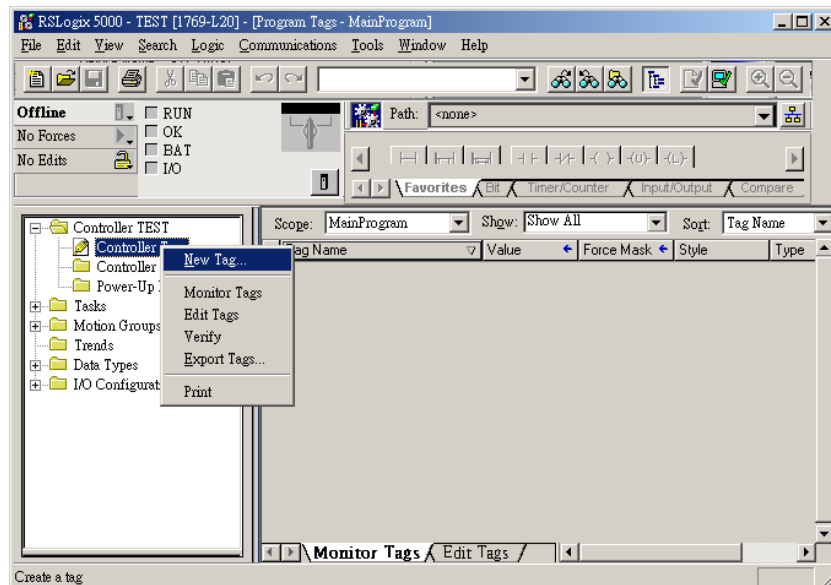 RSLogix 5000 - TEST [1769-L20] - [Program Tags - MainProgram]
File Edit View Search Logic Communications Tools Window Help
Offline
RUN
No Forces
OK
No Edits
BAT
I/O
Path: <none>
Favorites Bit Timer/Counter Input/Output Compare
Scope: MainProgram Show: Show All Sort: Tag Name
Tag Name Value Force Mask Style Type
Controller TEST
Controller
Controller
Power-Up
Tasks
Motion Groups
Trends
Data Types
I/O Configurat
New Tag...
Monitor Tags
Edit Tags
Verify
Export Tags...
Print
Monitor Tags Edit Tags
Create a tag